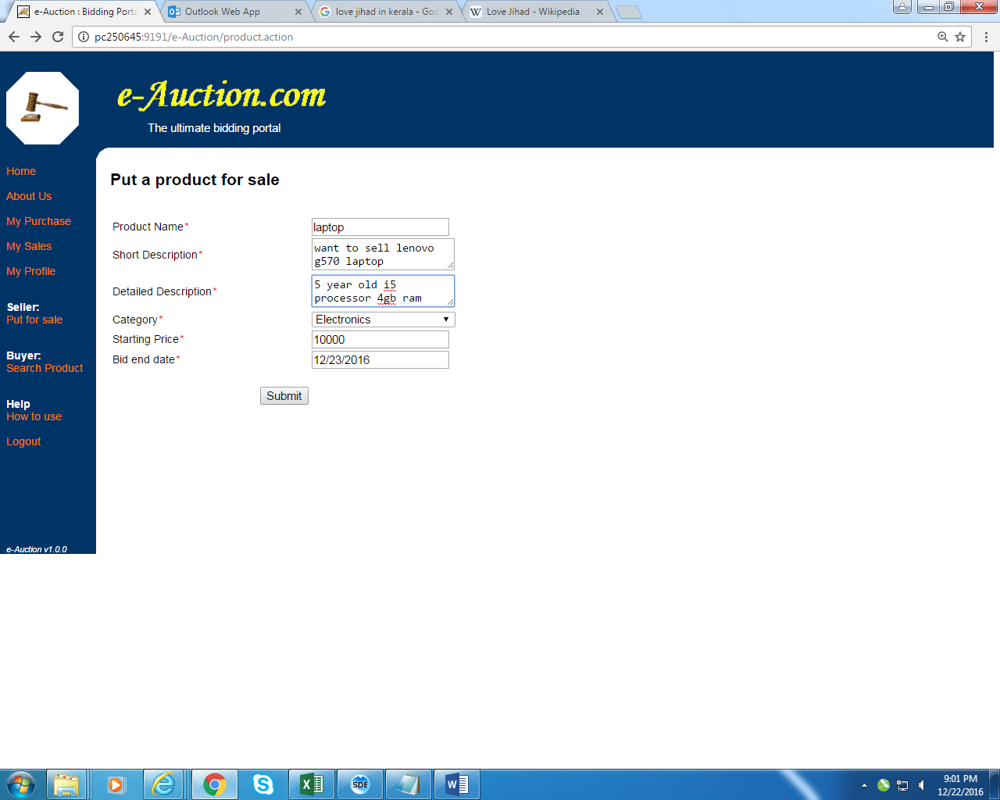 e-Auction : Bidding Porta
Outlook Web App
love jihad in kerala - Goo
Love Jihad - Wikipedia
pc250645:9191/e-Auction/product.action
e-Auction.com
The ultimate bidding portal
Home
About Us
My Purchase
My Sales
My Profile
Seller:
Put for sale
Buyer:
Search Product
Help
How to use
Logout
e-Auction v1.0.0
Put a product for sale
Product Name*
laptop
Short Description*
want to sell lenovo
g570 laptop
Detailed Description*
5 year old i5
processor 4gb ram
Category*
Electronics
Starting Price*
10000
Bid end date*
12/23/2016
Submit
SDE
9:01 PM
12/22/2016